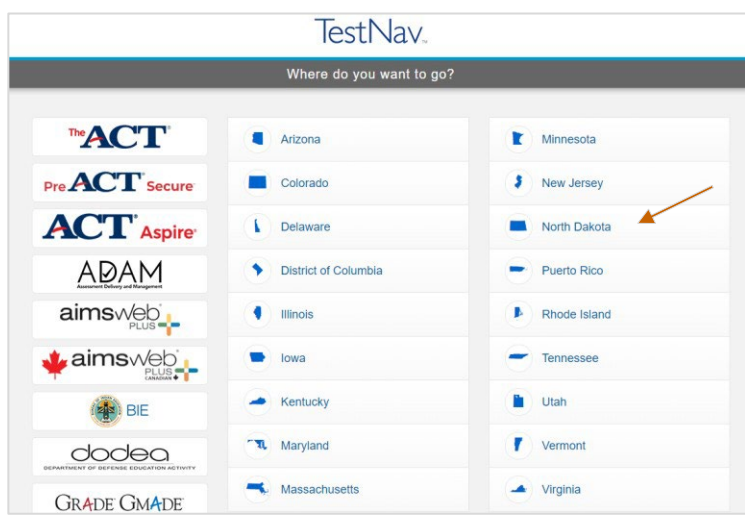 TestNav™
Where do you want to go?
The ACT®
PreACT® Secure
ACT® Aspire®
ADAM
Assessment Delivery and Management
aimsweb®
PLUS
aimsweb®
PLUS
CANADIAN
BIE
dodea
DEPARTMENT OF DEFENSE EDUCATION ACTIVITY
GRADE GMADE
Arizona
Colorado
Delaware
District of Columbia
Illinois
Iowa
Kentucky
Maryland
Massachusetts
Minnesota
New Jersey
North Dakota
Puerto Rico
Rhode Island
Tennessee
Utah
Vermont
Virginia